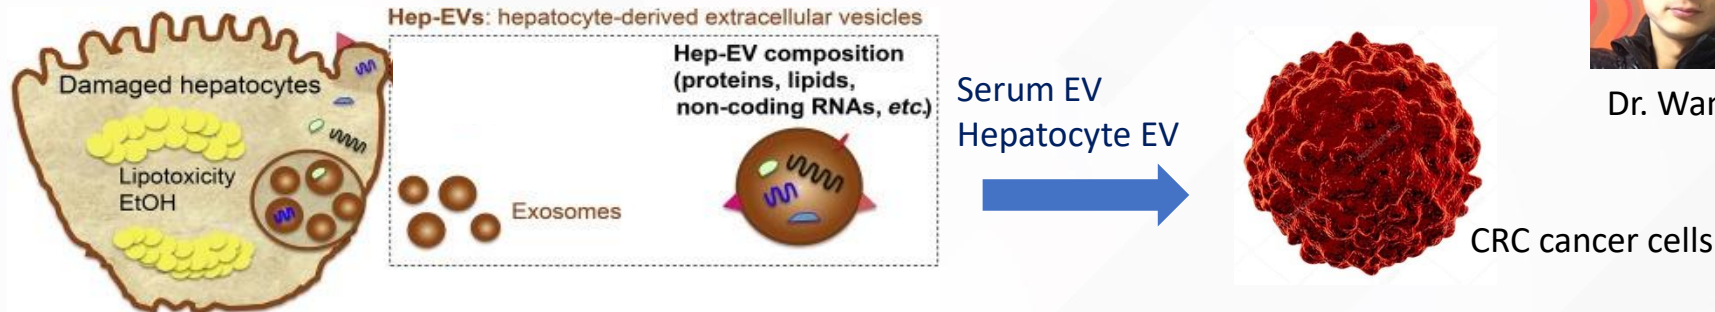 Hep-EVs: hepatocyte-derived extracellular vesicles
Damaged hepatocytes
Lipotoxicity
EtOH
Exosomes
Hep-EV composition
(proteins, lipids,
non-coding RNAs, etc.)
Serum EV
Hepatocyte EV
CRC cancer cells